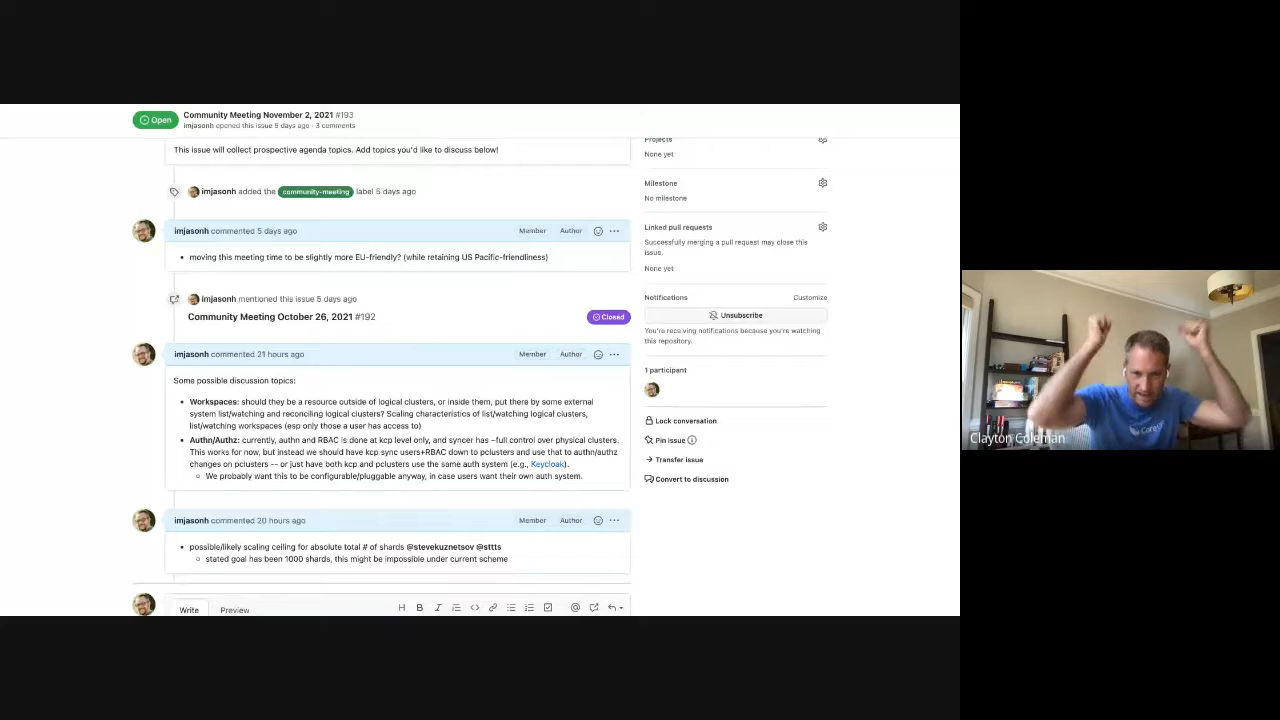 Open
Community Meeting November 2, 2021 #193
imjasonh opened this issue 5 days ago · 3 comments
This issue will collect prospective agenda topics. Add topics you'd like to discuss below!
imjasonh added the community-meeting label 5 days ago
imjasonh commented 5 days ago
Member
Author
moving this meeting time to be slightly more EU-friendly? (while retaining US Pacific-friendliness)
imjasonh mentioned this issue 5 days ago
Community Meeting October 26, 2021 #192
Closed
imjasonh commented 21 hours ago
Member
Author
Some possible discussion topics:
Workspaces: should they be a resource outside of logical clusters, or inside them, put there by some external
system list/watching and reconciling logical clusters? Scaling characteristics of list/watching logical clusters,
list/watching workspaces (esp only those a user has access to)
Authn/Authz: currently, authn and RBAC is done at kcp level only, and syncer has ~full control over physical clusters.
This works for now, but instead we should have kcp sync users+RBAC down to pclusters and use that to authn/authz
changes on pclusters -- or just have both kcp and pclusters use the same auth system (e.g., Keycloak).
We probably want this to be configurable/pluggable anyway, in case users want their own auth system.
imjasonh commented 20 hours ago
Member
Author
possible/likely scaling ceiling for absolute total # of shards @stevekuznetsov @sttts
stated goal has been 1000 shards, this might be impossible under current scheme
Write
Preview
Projects
None yet
Milestone
No milestone
Linked pull requests
Successfully merging a pull request may close this
issue.
None yet
Notifications
Customize
Unsubscribe
You're receiving notifications because you're watching
this repository.
1 participant
Lock conversation
Pin issue
Transfer issue
Convert to discussion
Clayton Coleman